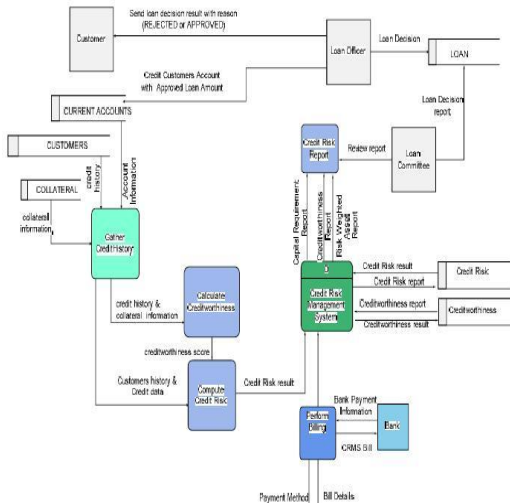 Send loan decision result with reason
(REJECTED or APPROVED)
Customer
Loan Officer
Loan Decision
LOAN
Credit Customers Account
with Approved Loan Amount
Loan Decision
report
CURRENT ACCOUNTS
CUSTOMERS
credit
history
Account
Information
COLLATERAL
collaterall
information,
Credit Risk
Report
Review report
Loan
Committee
Capital Requirement
Report
Creditworthiness
Report
Risk Weighted
Asset
Report
Gather
Credit History
Credit Risk result
Credit Risk
Credit Risk report
Calculate
Creditworthiness
credit history &
collateral information
0
Credit Risk
Management
System
Creditworthiness report
Creditworthiness
Creditworthiness result
creditworthiness score
Customers history &
Credit data
Compute
Credit Risk
Credit Risk result
Perform
Billing
Bank Payment
Information
Bank
CRMS Bill
Payment Method
Bill Details